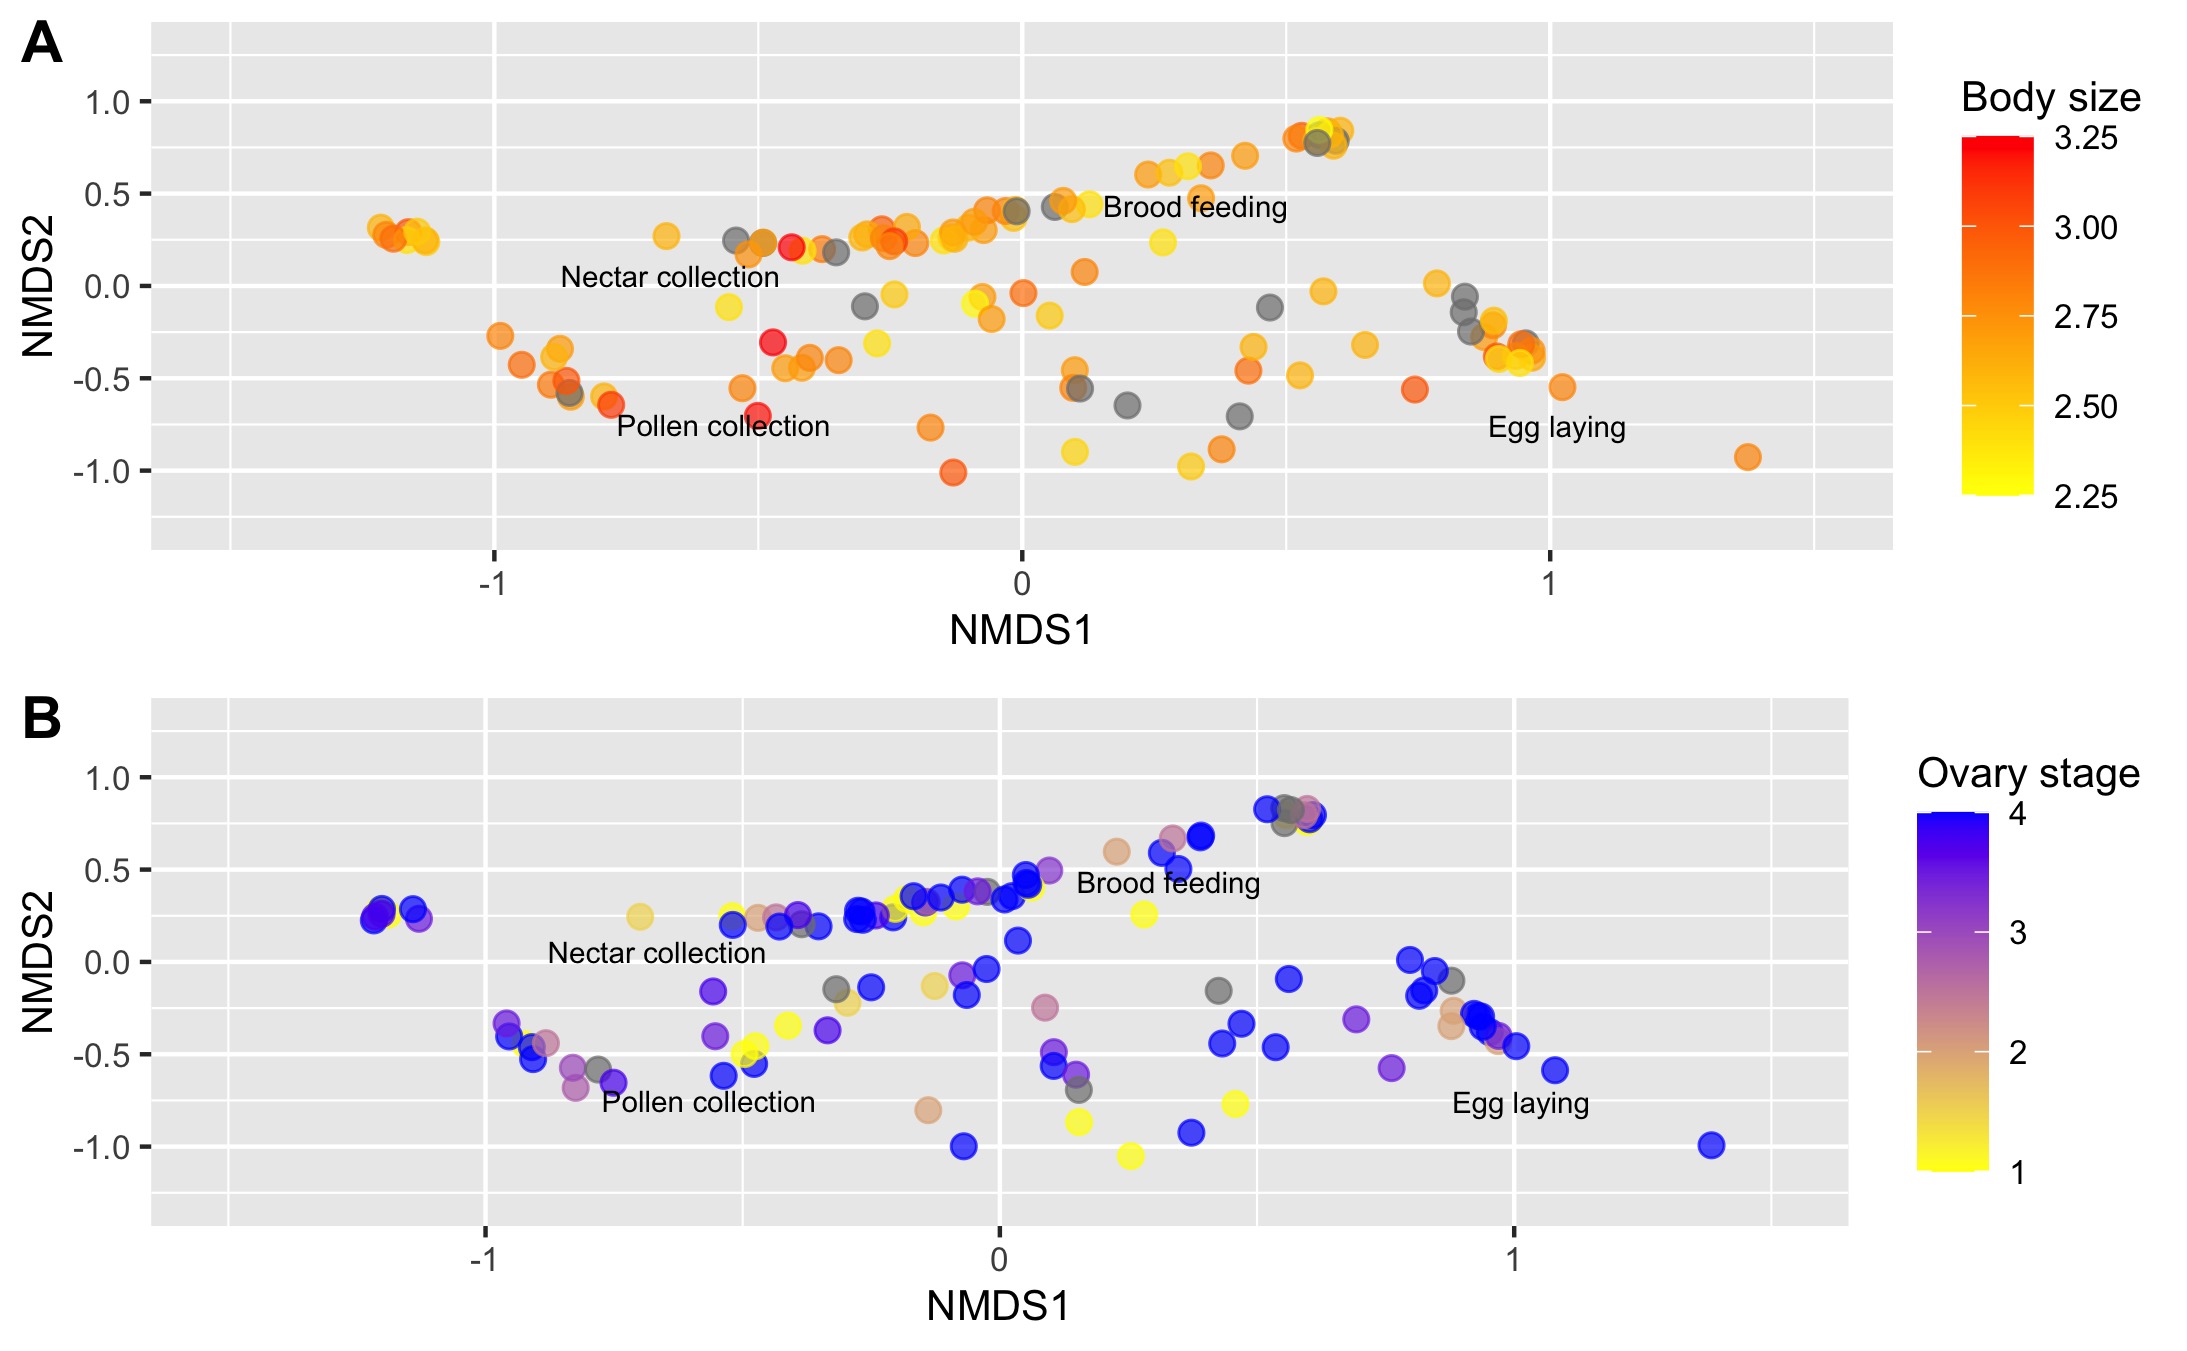 A
NMDS2
1.0
0.5
0.0
-0.5
-1.0
Brood feeding
Nectar collection
Pollen collection
Egg laying
-1
0
1
NMDS1
Body size
3.25
3.00
2.75
2.50
2.25
B
NMDS2
1.0
0.5
0.0
-0.5
-1.0
Brood feeding
Nectar collection
Pollen collection
Egg laying
-1
0
1
NMDS1
Ovary stage
4
3
2
1